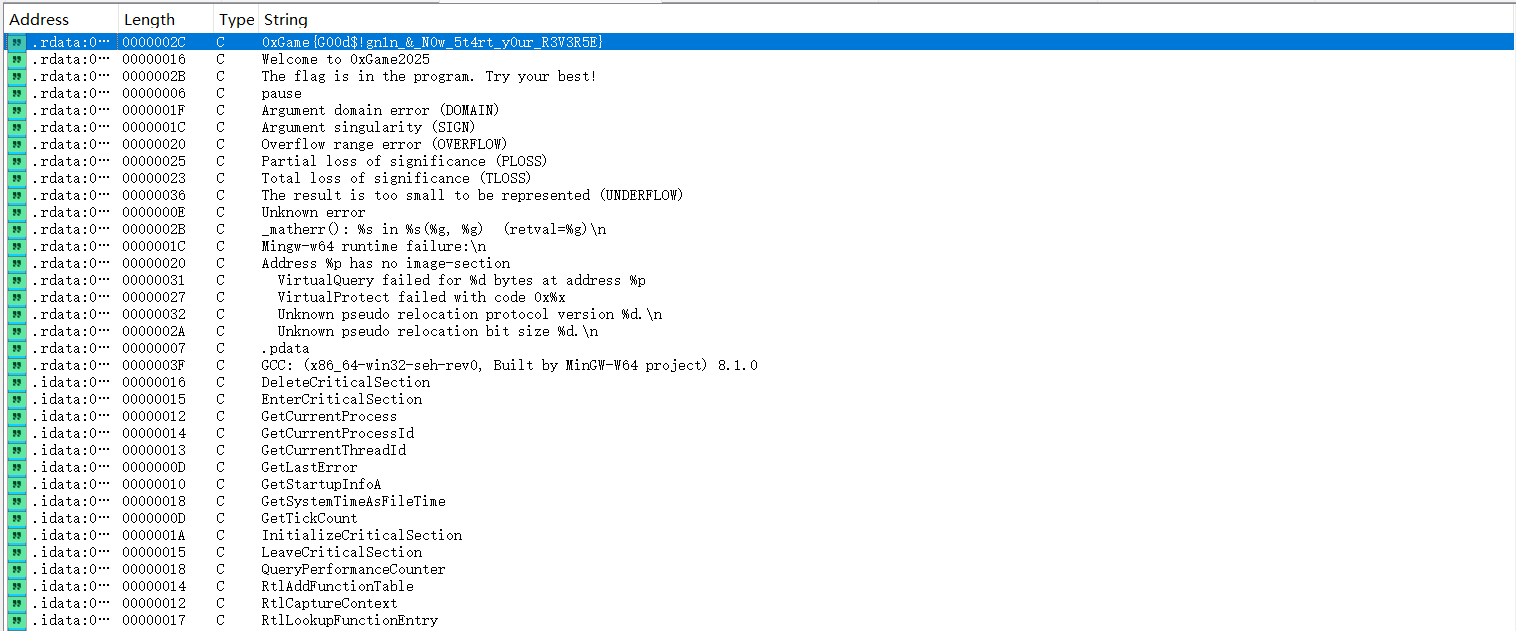 Address Length Type String
.rdata:0… 0000002C C 0xGame{G00d$!gn1n_&_N0w_5t4rt_y0ur_R3V3R5E}
.rdata:0… 00000016 C Welcome to 0xGame2025
.rdata:0… 0000002B C The flag is in the program. Try your best!
.rdata:0… 00000006 C pause
.rdata:0… 0000001F C Argument domain error (DOMAIN)
.rdata:0… 0000001C C Argument singularity (SIGN)
.rdata:0… 00000020 C Overflow range error (OVERFLOW)
.rdata:0… 00000025 C Partial loss of significance (PLOSS)
.rdata:0… 00000023 C Total loss of significance (TLOSS)
.rdata:0… 00000036 C The result is too small to be represented (UNDERFLOW)
.rdata:0… 0000000E C Unknown error
.rdata:0… 0000002B C _matherr(): %s in %s(%g, %g)  (retval=%g)\n
.rdata:0… 0000001C C Mingw-w64 runtime failure:\n
.rdata:0… 00000020 C Address %p has no image-section
.rdata:0… 00000031 C   VirtualQuery failed for %d bytes at address %p
.rdata:0… 00000027 C   VirtualProtect failed with code 0x%x
.rdata:0… 00000032 C   Unknown pseudo relocation protocol version %d.\n
.rdata:0… 0000002A C   Unknown pseudo relocation bit size %d.\n
.rdata:0… 00000007 C .pdata
.rdata:0… 0000003F C GCC: (x86_64-win32-seh-rev0, Built by MinGW-W64 project) 8.1.0
.idata:0… 00000016 C DeleteCriticalSection
.idata:0… 00000015 C EnterCriticalSection
.idata:0… 00000012 C GetCurrentProcess
.idata:0… 00000014 C GetCurrentProcessId
.idata:0… 00000013 C GetCurrentThreadId
.idata:0… 0000000D C GetLastError
.idata:0… 00000010 C GetStartupInfoA
.idata:0… 00000018 C GetSystemTimeAsFileTime
.idata:0… 0000000D C GetTickCount
.idata:0… 0000001A C InitializeCriticalSection
.idata:0… 00000015 C LeaveCriticalSection
.idata:0… 00000018 C QueryPerformanceCounter
.idata:0… 00000014 C RtlAddFunctionTable
.idata:0… 00000012 C RtlCaptureContext
.idata:0… 00000017 C RtlLookupFunctionEntry